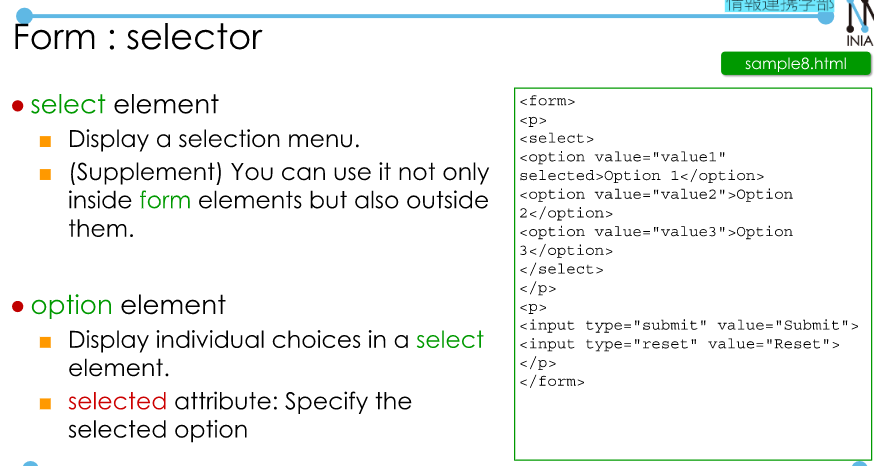 情報連携学部
Form : selector
INIA
sample8.html
select element
Display a selection menu.
(Supplement) You can use it not only
inside form elements but also outside
them.
option element
Display individual choices in a select
element.
selected attribute: Specify the
selected option
<form>
<p>
<select>
<option value="value1"
selected>Option 1</option>
<option value="value2">Option
2</option>
<option value="value3">Option
3</option>
</select>
</p>
<p>
<input type="submit" value="Submit">
<input type="reset" value="Reset">
</p>
</form>